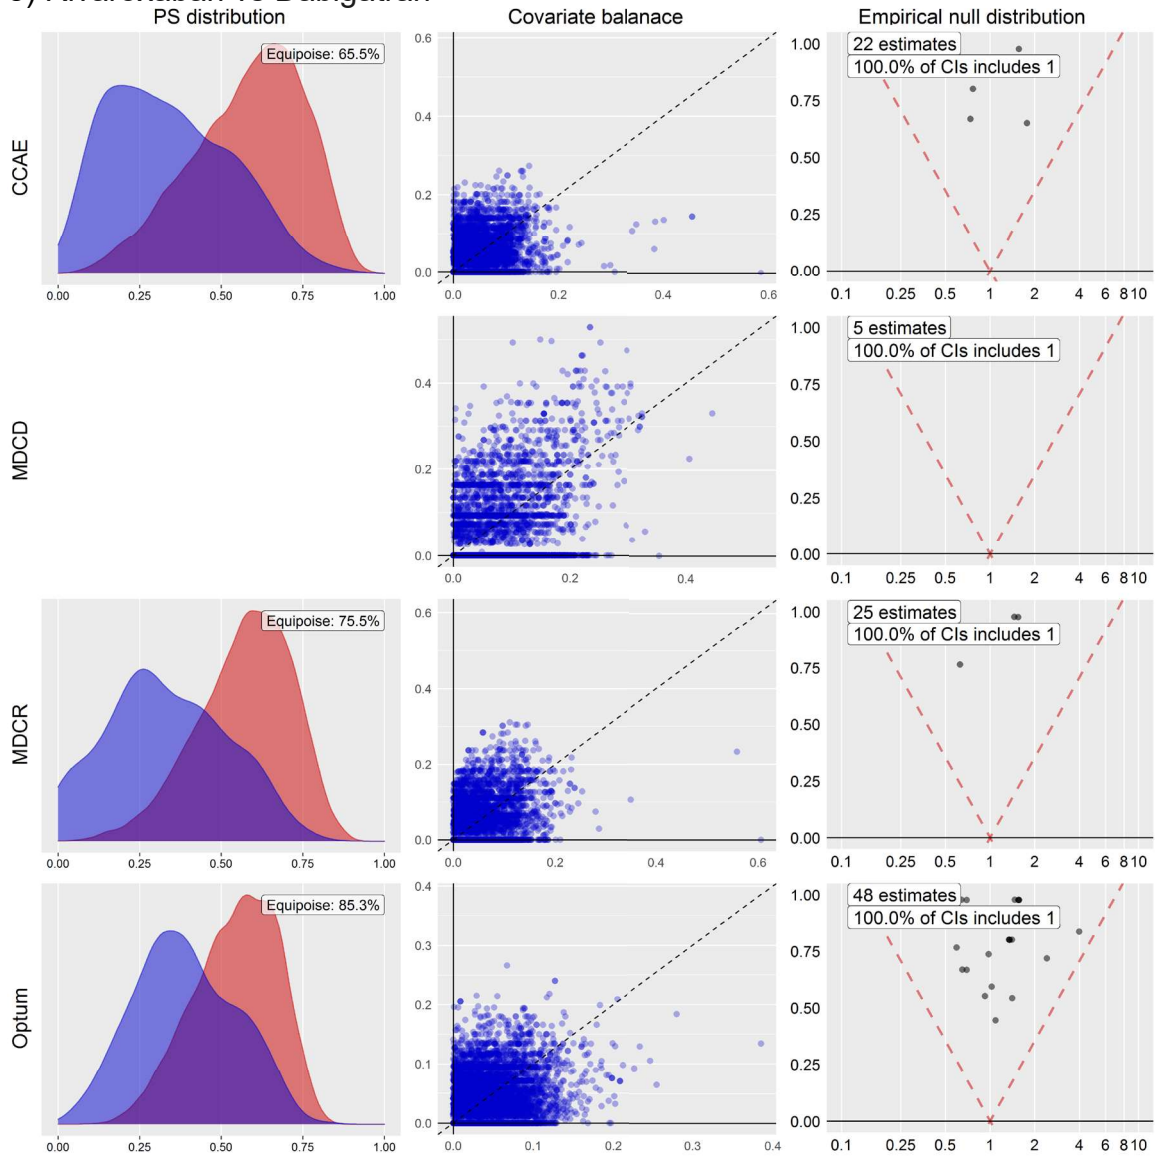 PS distribution
Covariate balanace
Empirical null distribution
CCAE
Equipoise: 65.5%
0.00 0.25 0.50 0.75 1.00
0.6
0.4
0.2
0.0
0.0 0.2 0.4 0.6
1.00
0.75
0.50
0.25
0.00
22 estimates
100.0% of CIs includes 1
0.1 0.25 0.5 1 2 4 6 8 10
MDCD
0.4
0.2
0.0
0.0 0.2 0.4
1.00
0.75
0.50
0.25
0.00
5 estimates
100.0% of CIs includes 1
0.1 0.25 0.5 1 2 4 6 8 10
MDCR
Equipoise: 75.5%
0.00 0.25 0.50 0.75 1.00
0.6
0.4
0.2
0.0
0.0 0.2 0.4 0.6
1.00
0.75
0.50
0.25
0.00
25 estimates
100.0% of CIs includes 1
0.1 0.25 0.5 1 2 4 6 8 10
Optum
Equipoise: 85.3%
0.00 0.25 0.50 0.75 1.00
0.4
0.3
0.2
0.1
0.0
0.0 0.1 0.2 0.3 0.4
1.00
0.75
0.50
0.25
0.00
48 estimates
100.0% of CIs includes 1
0.1 0.25 0.5 1 2 4 6 8 10